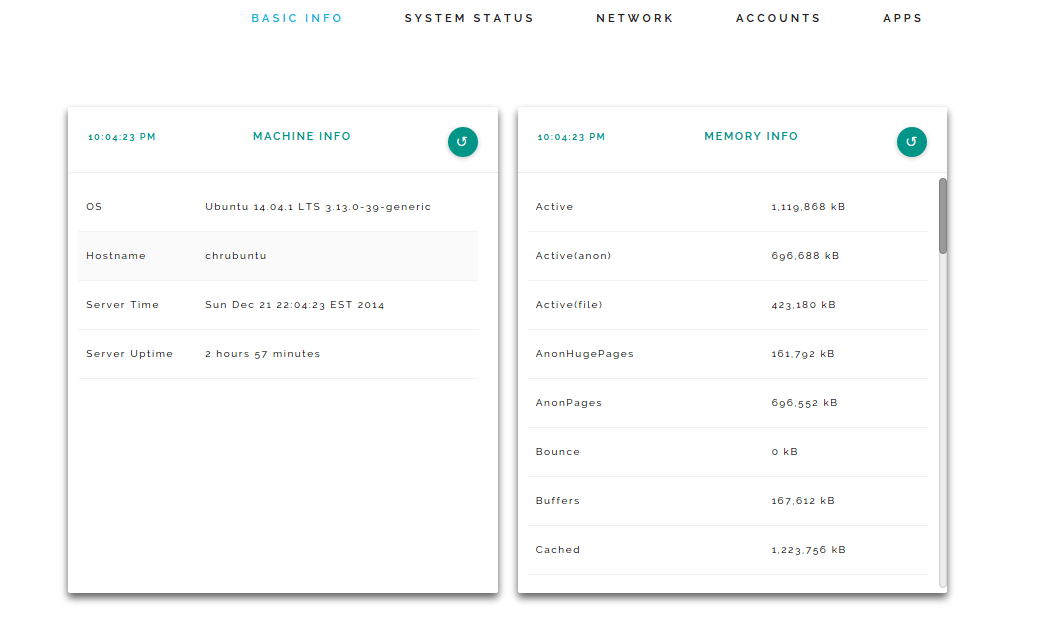 BASIC INFO SYSTEM STATUS NETWORK ACCOUNTS APPS
10:04:23 PM MACHINE INFO ↺
OS Ubuntu 14.04.1 LTS 3.13.0-39-generic
Hostname chrubuntu
Server Time Sun Dec 21 22:04:23 EST 2014
Server Uptime 2 hours 57 minutes
10:04:23 PM MEMORY INFO ↺
Active 1,119,868 kB
Active(anon) 696,688 kB
Active(file) 423,180 kB
AnonHugePages 161,792 kB
AnonPages 696,552 kB
Bounce 0 kB
Buffers 167,612 kB
Cached 1,223,756 kB